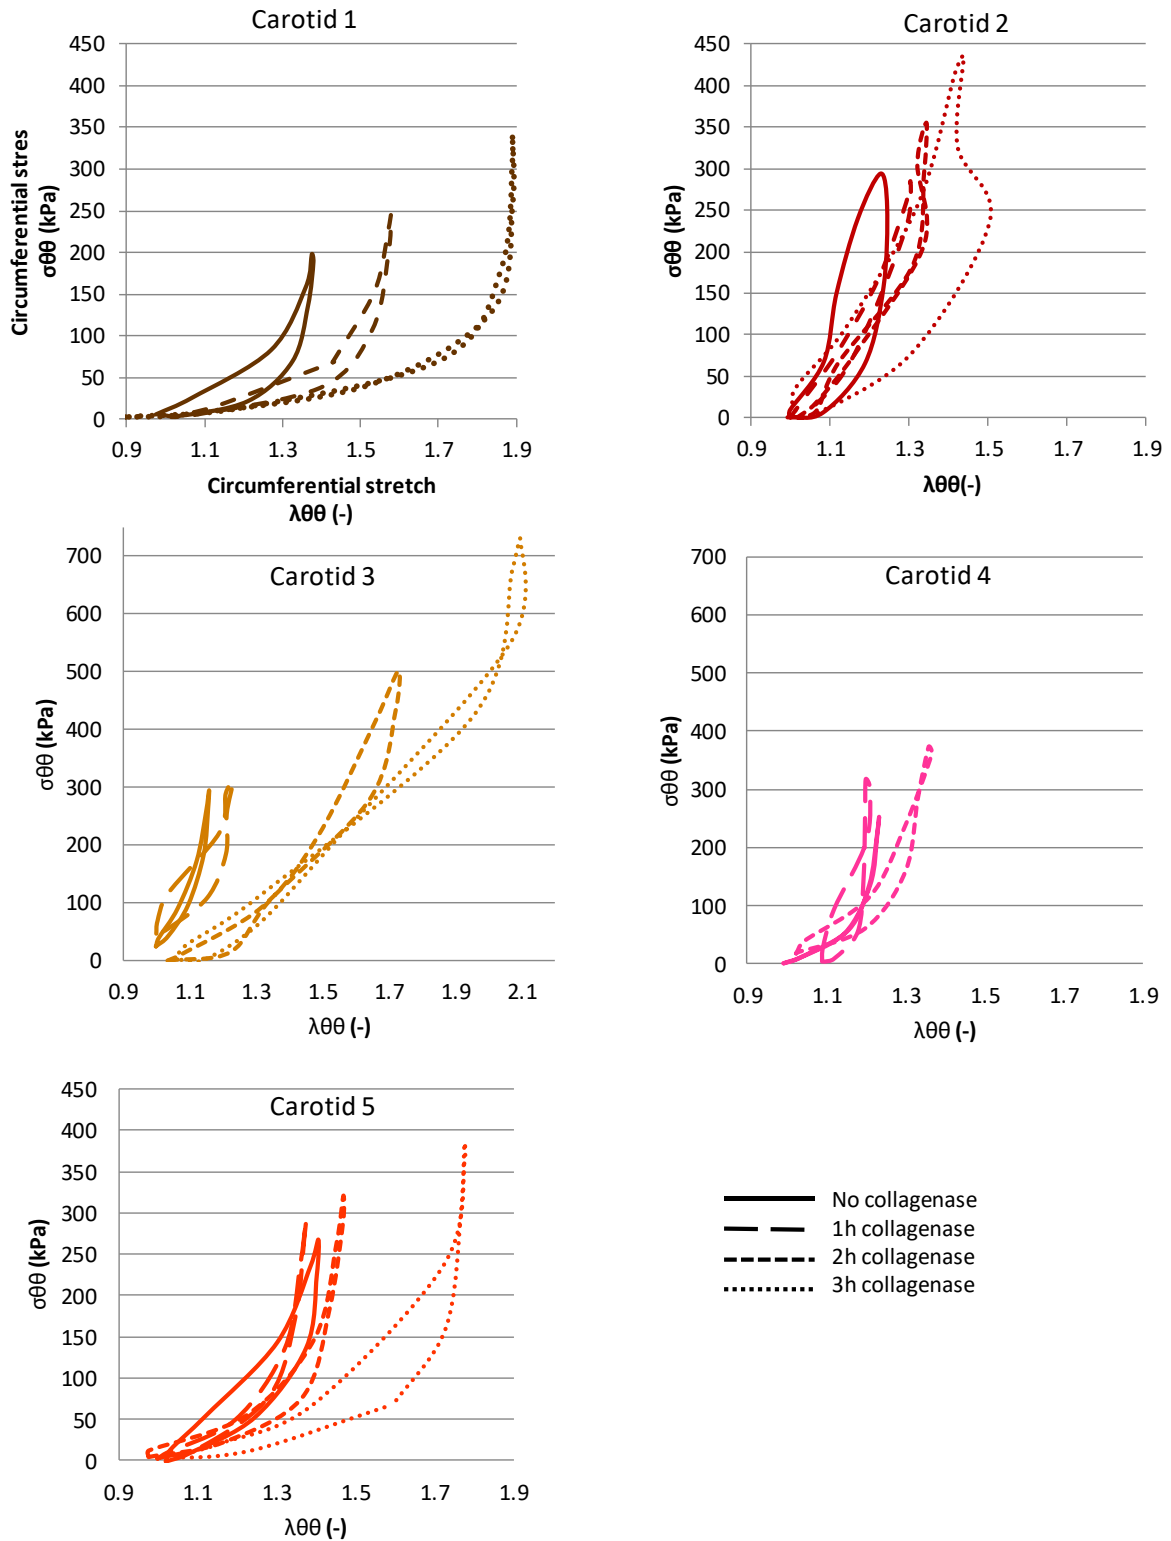 Carotid 1
450
400
350
300
250
200
150
100
50
0
Circumferential stres
σθθ (kPa)
0.9 1.1 1.3 1.5 1.7 1.9
Circumferential stretch
λθθ (-)
Carotid 2
450
400
350
300
250
200
150
100
50
0
σθθ (kPa)
0.9 1.1 1.3 1.5 1.7 1.9
λθθ(-)
Carotid 3
700
600
500
400
300
200
100
0
σθθ (kPa)
0.9 1.1 1.3 1.5 1.7 1.9 2.1
λθθ (-)
Carotid 4
700
600
500
400
300
200
100
0
σθθ (kPa)
0.9 1.1 1.3 1.5 1.7 1.9
λθθ (-)
Carotid 5
450
400
350
300
250
200
150
100
50
0
σθθ (kPa)
0.9 1.1 1.3 1.5 1.7 1.9
λθθ (-)
No collagenase
1h collagenase
2h collagenase
3h collagenase